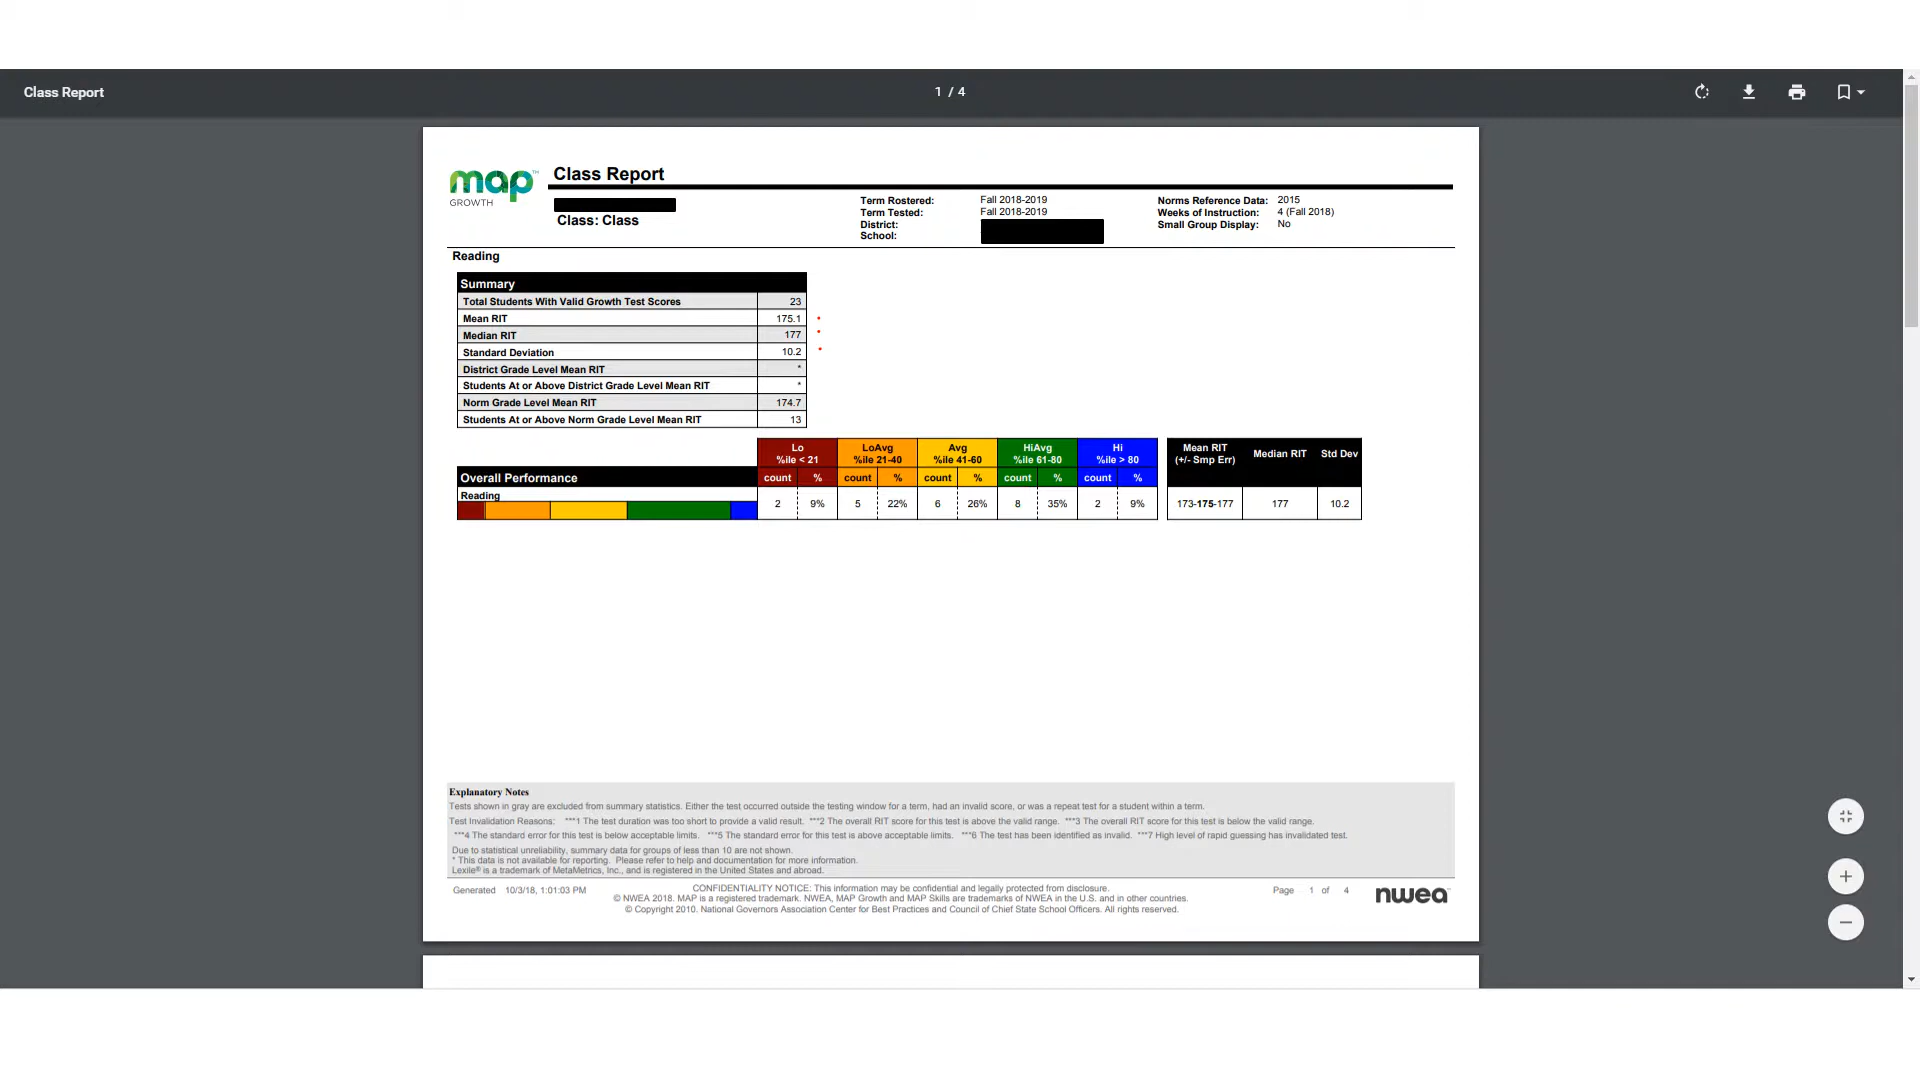 Class Report
1 / 4
map™ GROWTH
Class Report
Class: Class
Term Rostered: Fall 2018-2019
Term Tested: Fall 2018-2019
District:
School:
Norms Reference Data: 2015
Weeks of Instruction: 4 (Fall 2018)
Small Group Display: No
Reading
Summary
Total Students With Valid Growth Test Scores 23
Mean RIT 175.1
Median RIT 177
Standard Deviation 10.2
District Grade Level Mean RIT *
Students At or Above District Grade Level Mean RIT *
Norm Grade Level Mean RIT 174.7
Students At or Above Norm Grade Level Mean RIT 13
Lo LoAvg Avg HiAvg Hi Mean RIT
%ile < 21 %ile 21-40 %ile 41-60 %ile 61-80 %ile > 80 (+/- Smp Err) Median RIT Std Dev
Overall Performance count % count % count % count % count %
Reading
2 9% 5 22% 6 26% 8 35% 2 9% 173-175-177 177 10.2
Explanatory Notes
Tests shown in gray are excluded from summary statistics. Either the test occurred outside the testing window for a term, had an invalid score, or was a repeat test for a student within a term.
Test Invalidation Reasons: ***1 The test duration was too short to provide a valid result. ***2 The overall RIT score for this test is above the valid range. ***3 The overall RIT score for this test is below the valid range.
***4 The standard error for this test is below acceptable limits. ***5 The standard error for this test is above acceptable limits. ***6 The test has been identified as invalid. ***7 High level of rapid guessing has invalidated test.
Due to statistical unreliability, summary data for groups of less than 10 are not shown.
* This data is not available for reporting. Please refer to help and documentation for more information.
Lexile® is a trademark of MetaMetrics, Inc., and is registered in the United States and abroad.
Generated 10/3/18, 1:01:03 PM
CONFIDENTIALITY NOTICE: This information may be confidential and legally protected from disclosure.
© NWEA 2018. MAP is a registered trademark. NWEA, MAP Growth and MAP Skills are trademarks of NWEA in the U.S. and in other countries.
© Copyright 2010. National Governors Association Center for Best Practices and Council of Chief State School Officers. All rights reserved.
Page 1 of 4
nwea